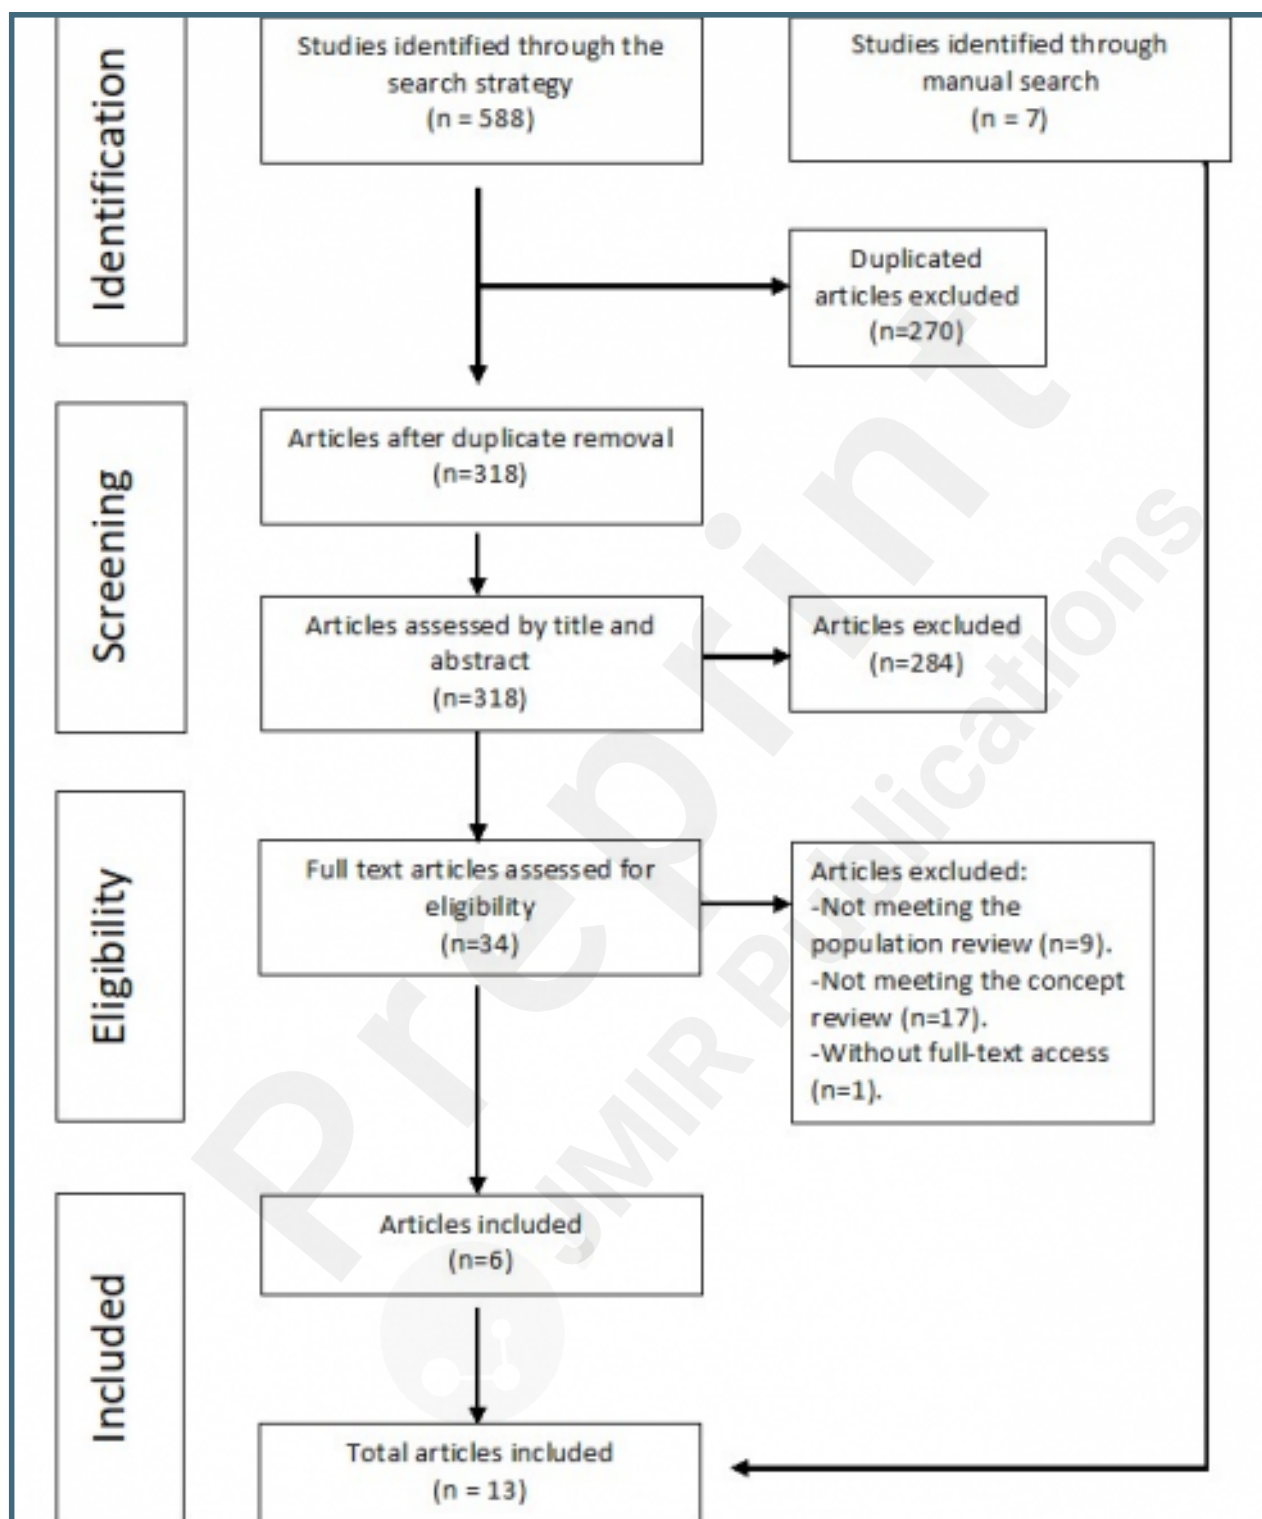 Identification
Studies identified through the
search strategy
(n = 588)
Studies identified through
manual search
(n = 7)
Duplicated
articles excluded
(n=270)
Screening
Articles after duplicate removal
(n=318)
Articles assessed by title and
abstract
(n=318)
Articles excluded
(n=284)
Eligibility
Full text articles assessed for
eligibility
(n=34)
Articles excluded:
-Not meeting the
population review (n=9).
-Not meeting the concept
review (n=17).
-Without full-text access
(n=1).
Included
Articles included
(n=6)
Total articles included
(n = 13)
Preprint
JMIR Publications